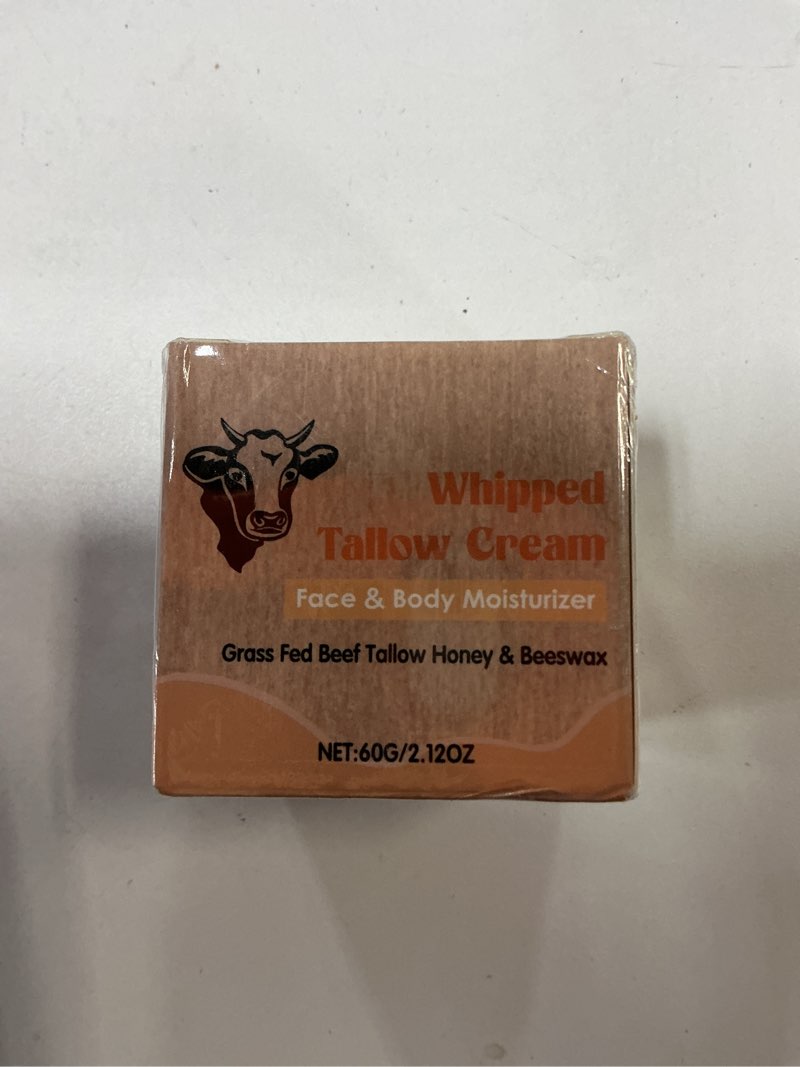 Whipped
Tallow Cream
Face & Body Moisturizer
Grass Fed Beef Tallow Honey & Beeswax
NET:60G/2.12OZ